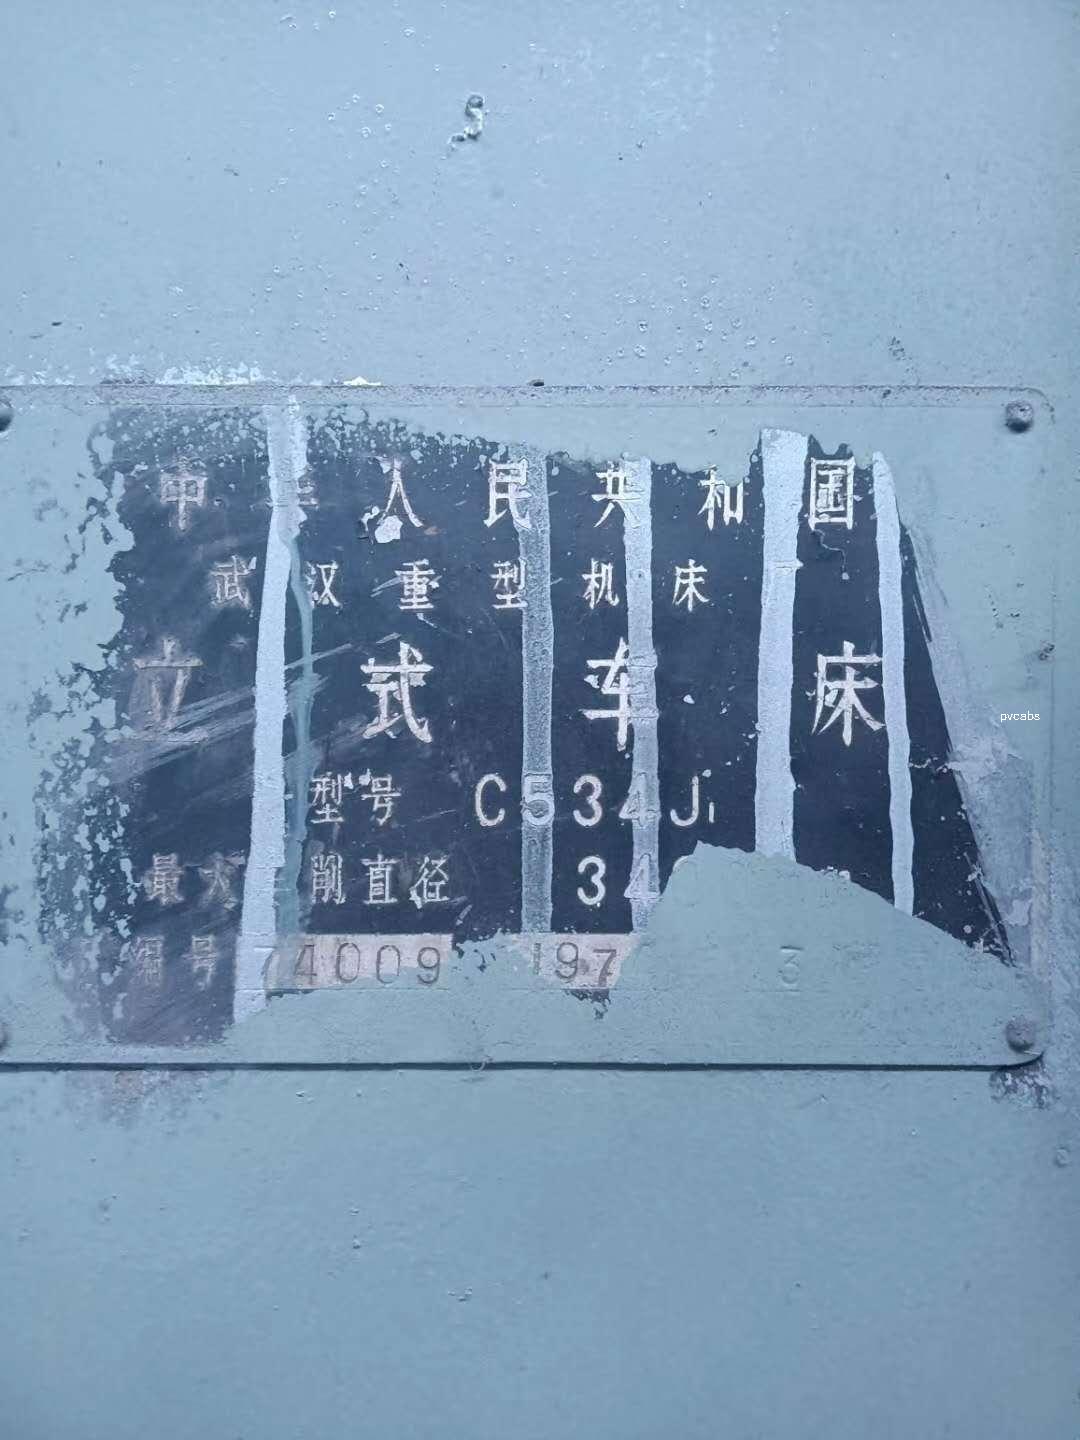 中 人民共和国
武汉重型机床
立式车床
型号 C534J₁
最大 削直径 34
编号 74009 197 3
pvcabs